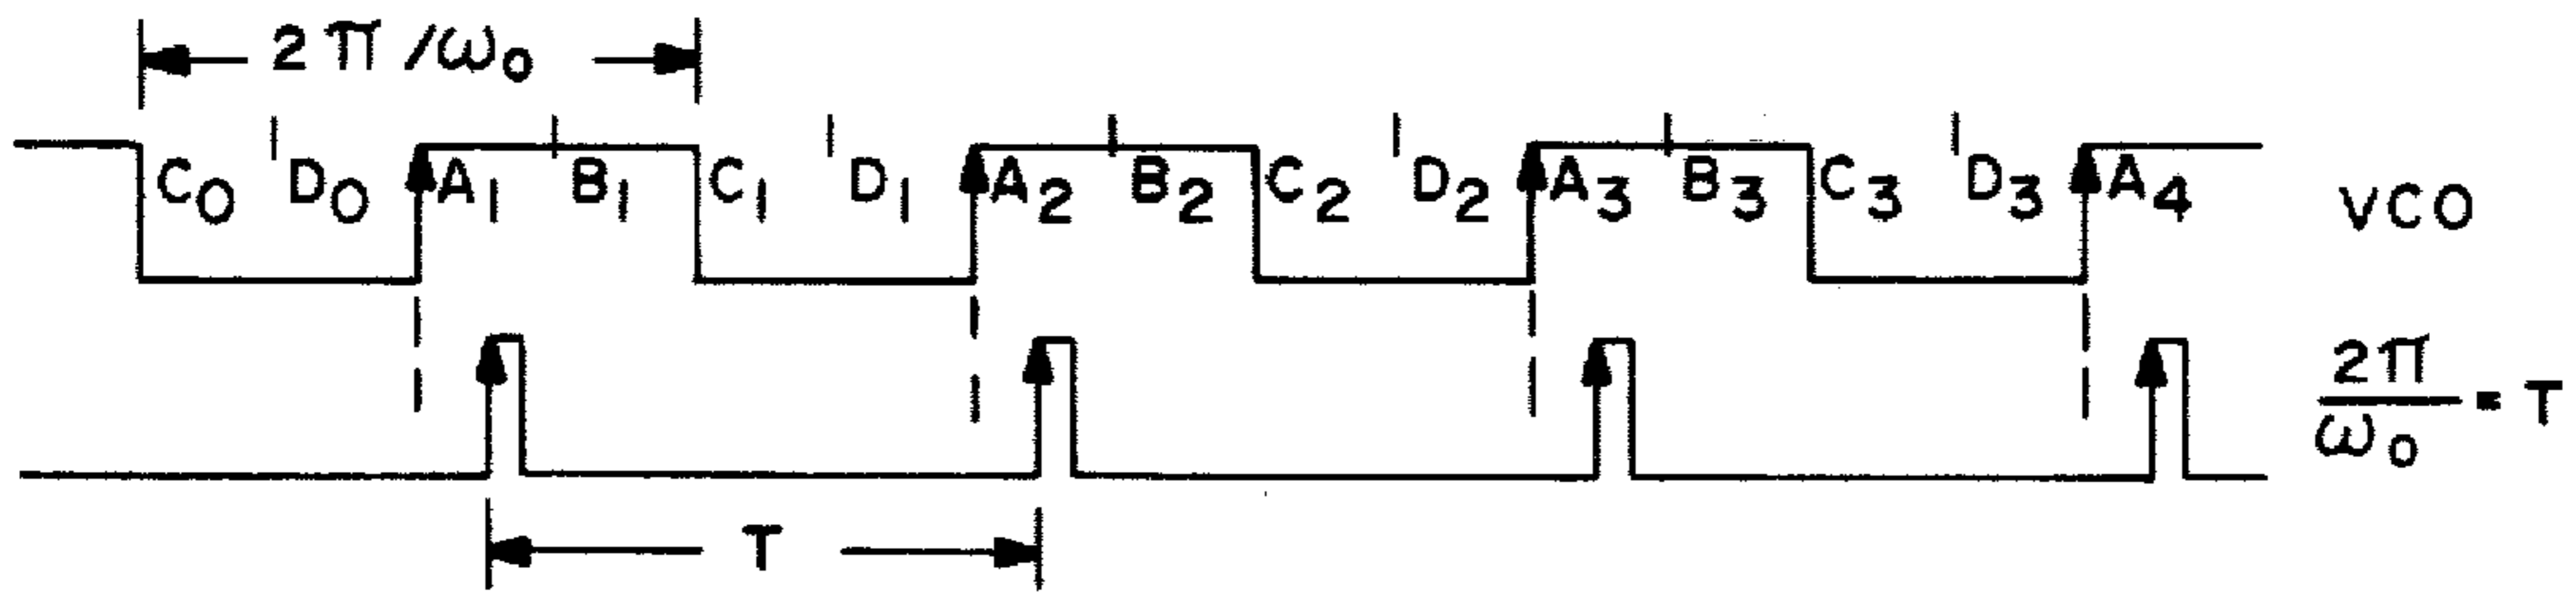 2π/ω₀
C₀ D₀ A₁ B₁ C₁ D₁ A₂ B₂ C₂ D₂ A₃ B₃ C₃ D₃ A₄ VCO
2π/ω₀ = T
T